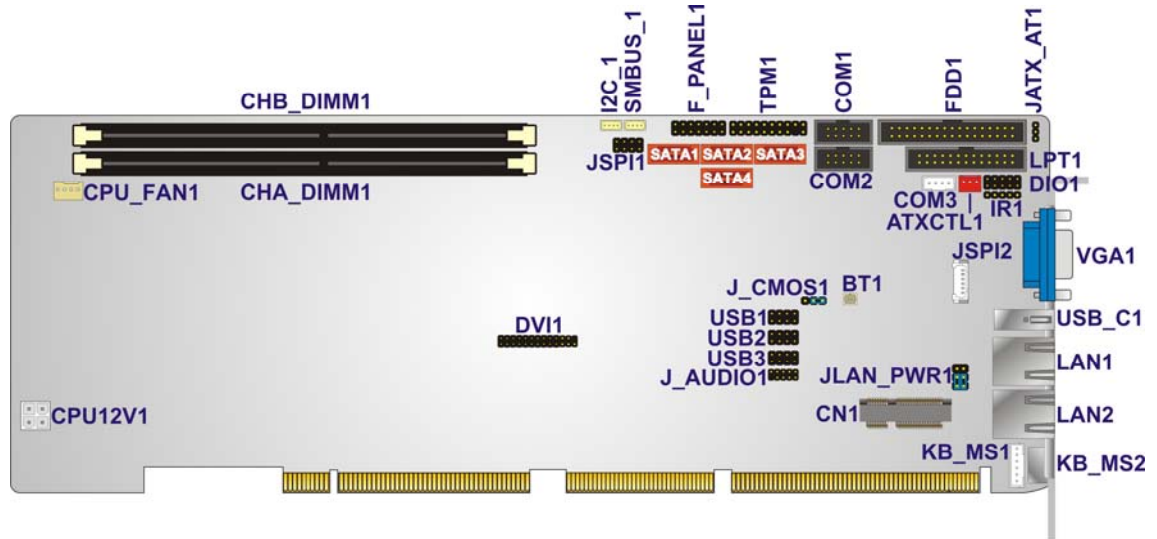 I2C_1
SMBUS_1
F_PANEL1
TPM1
COM1
FDD1
JATX_AT1
CHB_DIMM1
JSPI1
SATA1 SATA2 SATA3
SATA4
COM2
LPT1
CPU_FAN1
CHA_DIMM1
COM3
DIO1
IR1
ATXCTL1
JSPI2
VGA1
J_CMOS1
BT1
USB1
DVI1
USB2
USB3
J_AUDIO1
JLAN_PWR1
USB_C1
LAN1
CN1
LAN2
CPU12V1
KB_MS1
KB_MS2